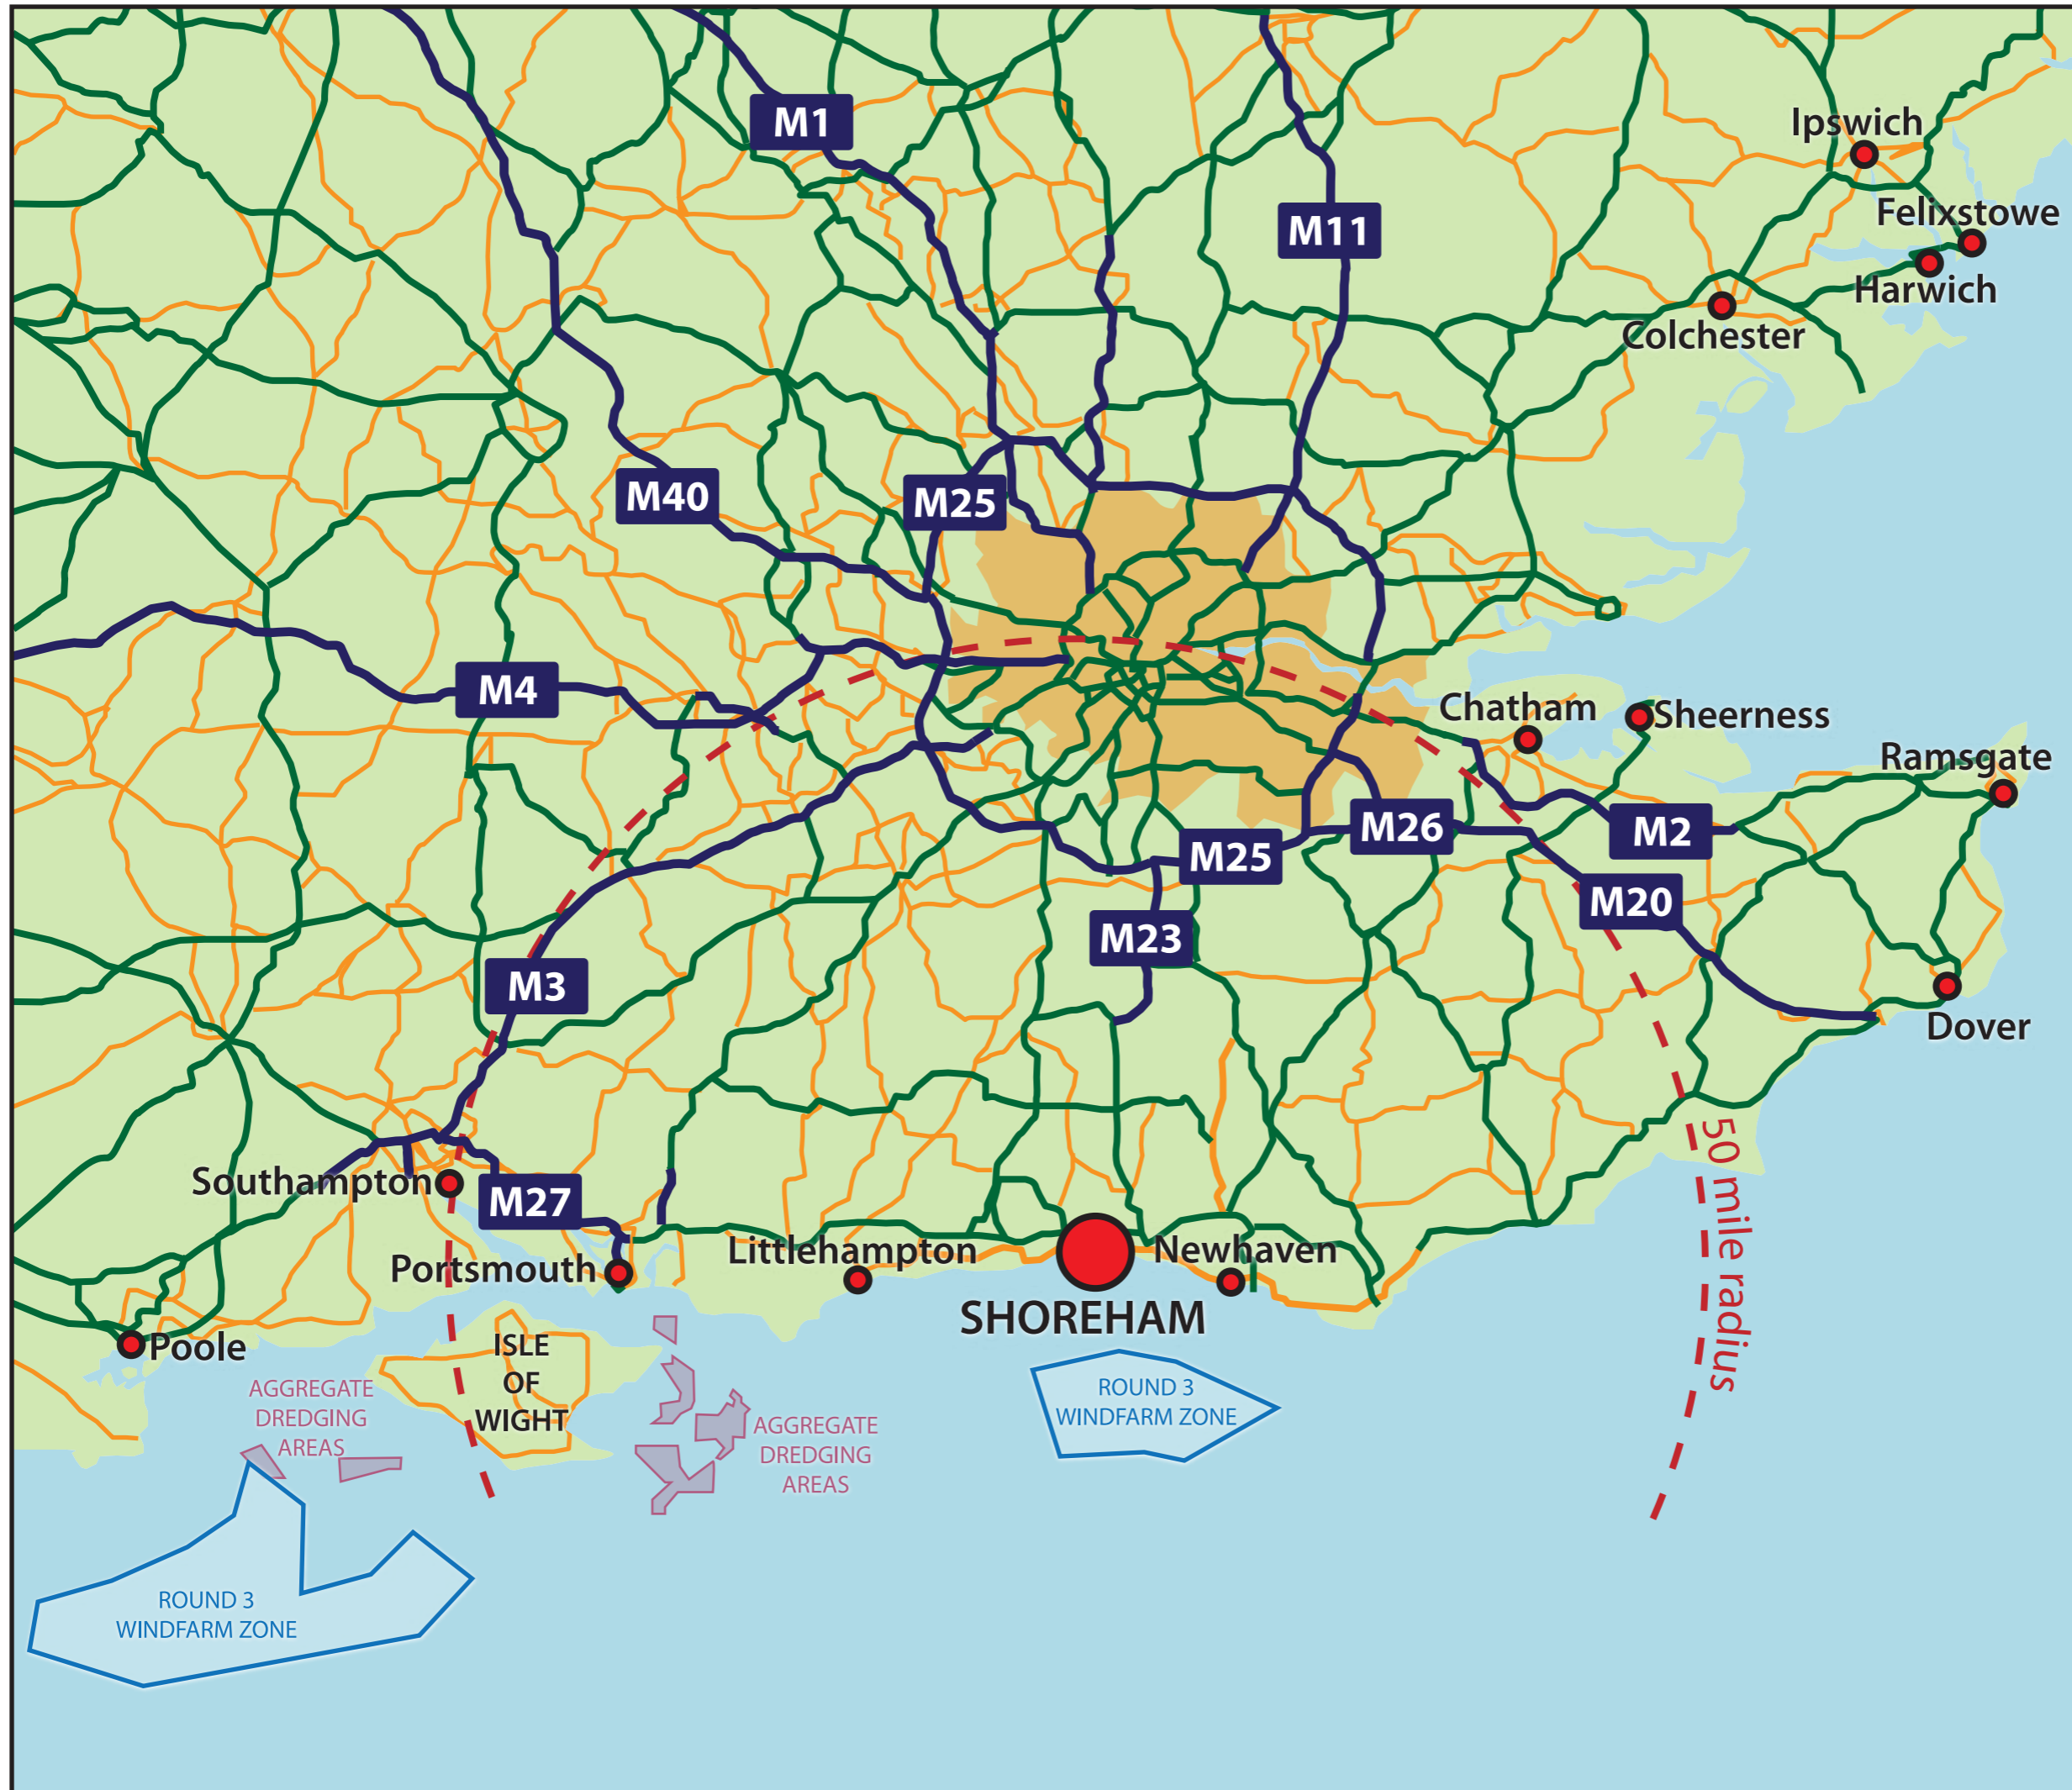 M1
Ipswich
M11
Felixstowe
Harwich
Colchester
M40
M25
M4
Chatham
Sheerness
Ramsgate
M26
M2
M25
M20
M23
M3
Dover
50 mile radius
Southampton
M27
Portsmouth
Littlehampton
Newhaven
SHOREHAM
Poole
ISLE
OF
WIGHT
AGGREGATE
DREDGING
AREAS
AGGREGATE
DREDGING
AREAS
ROUND 3
WINDFARM ZONE
ROUND 3
WINDFARM ZONE